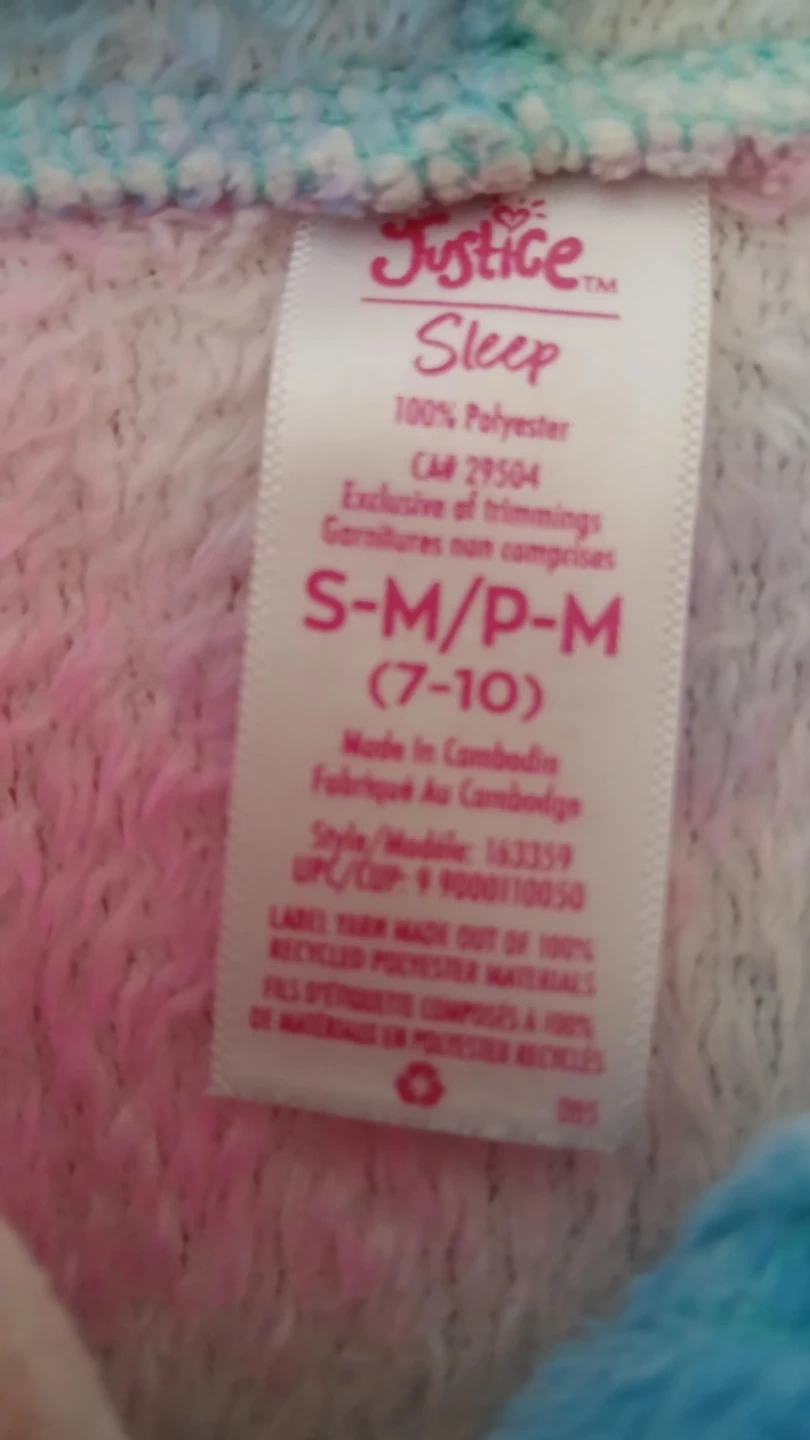 Justice™
Sleep
100% Polyester
CA# 29504
Exclusive of trimmings
Garnitures non comprises
S-M/P-M
(7-10)
Made In Cambodia
Fabriqué Au Cambodge
Style/Modèle: 163359
UPC/CUP: 9 9000110050
LABEL YARN MADE OUT OF 100%
RECYCLED POLYESTER MATERIALS
FILS D'ÉTIQUETTE COMPOSÉS À 100%
DE MATÉRIAUX EN POLYESTER RECYCLÉS